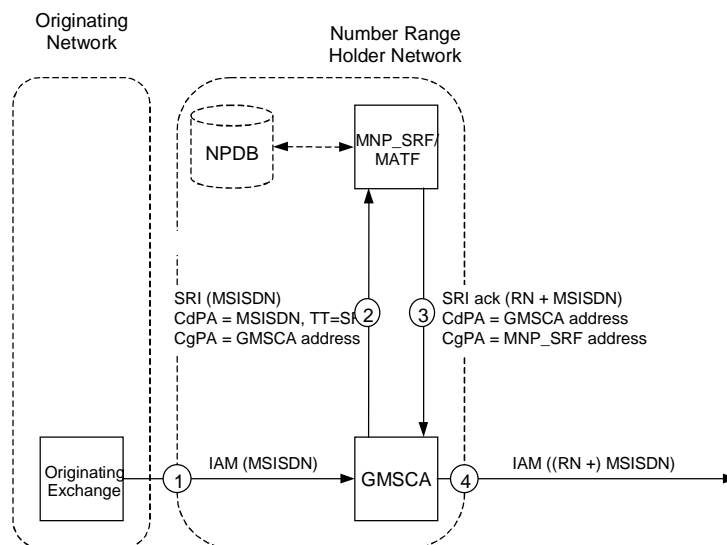 Originating
Network
Number Range
Holder Network
NPDB
MNP_SRF/
MATF
SRI (MSISDN)
CdPA = MSISDN,
CgPA = GMSCA address
2
3
SRI ack (RN + MSISDN)
CdPA = GMSCA address
CgPA = MNP_SRF address
Originating
Exchange
1
IAM (MSISDN)
GMSCA
4
IAM ((RN +) MSISDN)